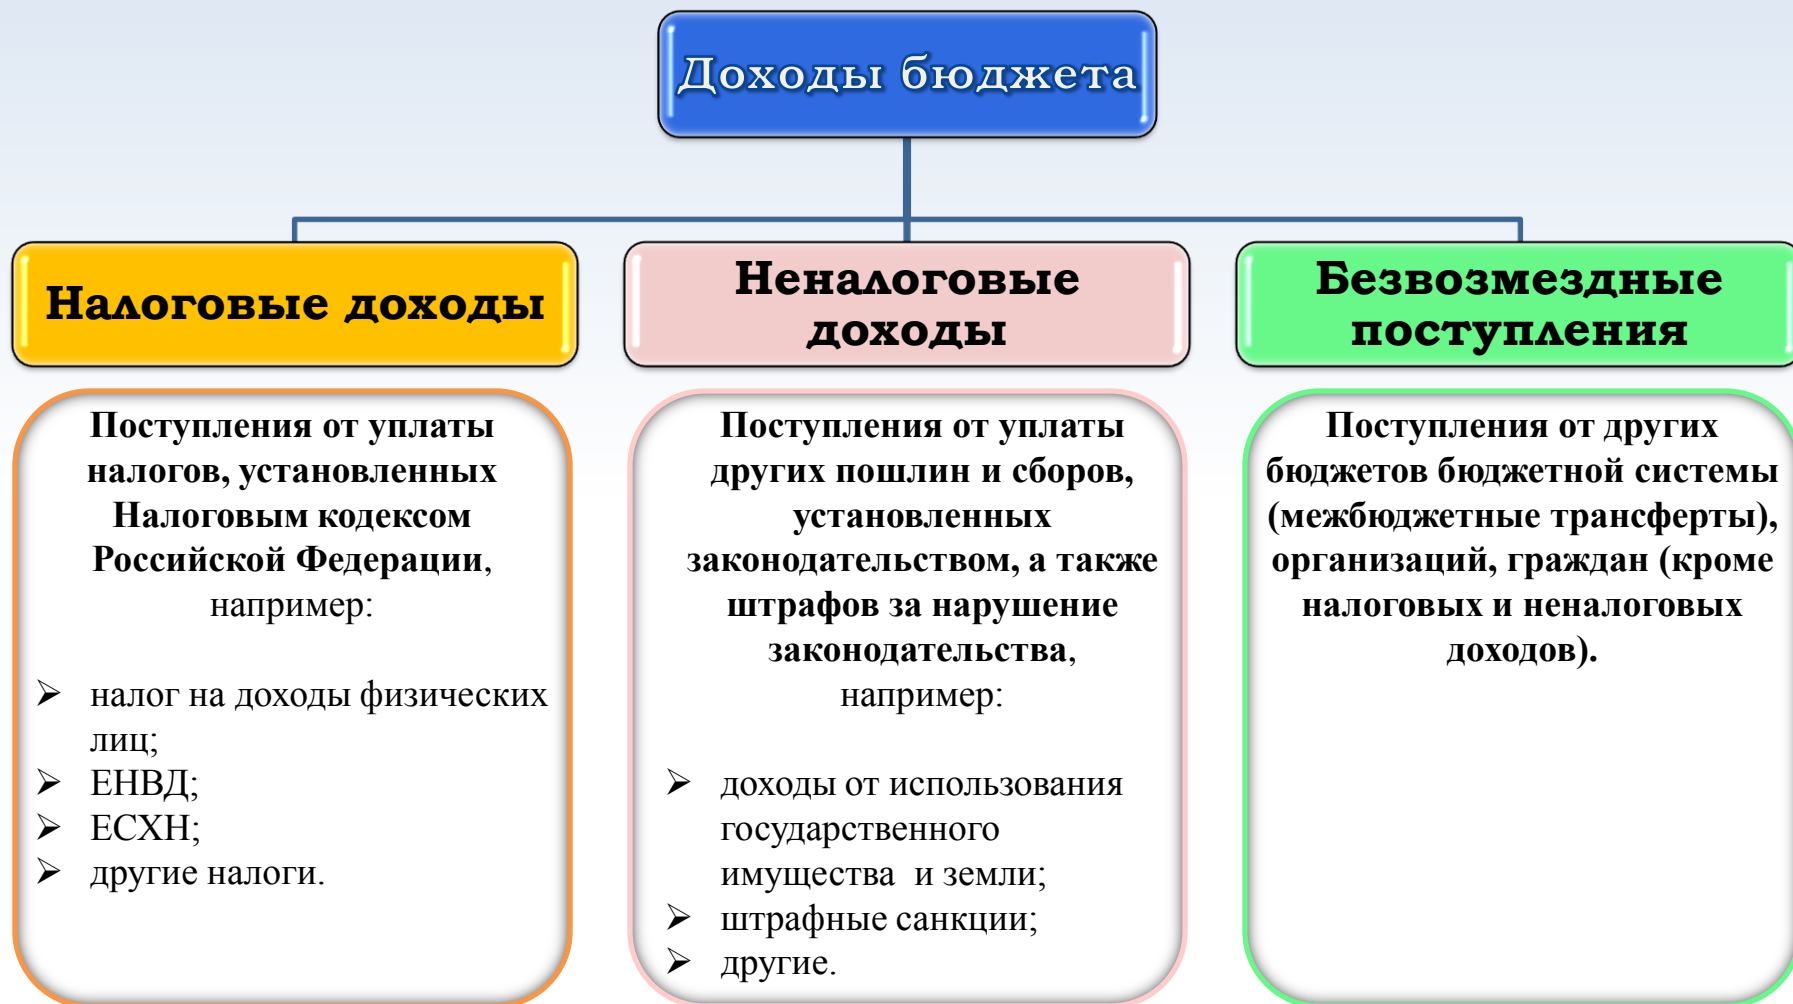 Доходы бюджета
Налоговые доходы
Неналоговые
доходы
Безвозмездные
поступления
Поступления от уплаты
налогов, установленных
Налоговым кодексом
Российской Федерации,
например:
➢ налог на доходы физических
лиц;
➢ ЕНВД;
➢ ЕСХН;
➢ другие налоги.
Поступления от уплаты
других пошлин и сборов,
установленных
законодательством, а также
штрафов за нарушение
законодательства,
например:
➢ доходы от использования
государственного
имущества и земли;
➢ штрафные санкции;
➢ другие.
Поступления от других
бюджетов бюджетной системы
(межбюджетные трансферты),
организаций, граждан (кроме
налоговых и неналоговых
доходов).